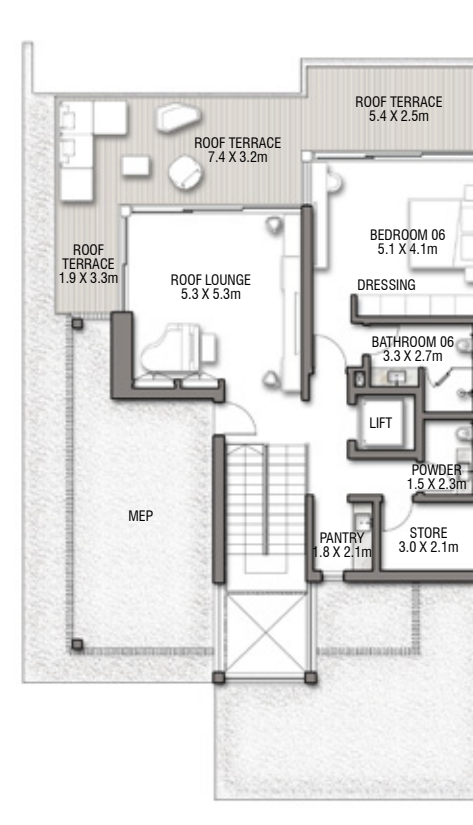 ROOF TERRACE
5.4 X 2.5m
ROOF TERRACE
7.4 X 3.2m
BEDROOM 06
5.1 X 4.1m
ROOF
TERRACE
1.9 X 3.3m
ROOF LOUNGE
5.3 X 5.3m
DRESSING
BATHROOM 06
3.3 X 2.7m
LIFT
POWDER
1.5 X 2.3m
MEP
PANTRY
1.8 X 2.1m
STORE
3.0 X 2.1m